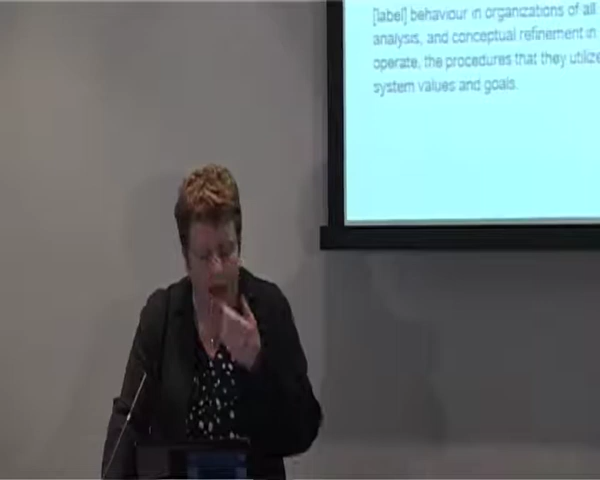 [label] behaviour in organizations of all
analysis, and conceptual refinement in
operate, the procedures that they utilize
system values and goals.